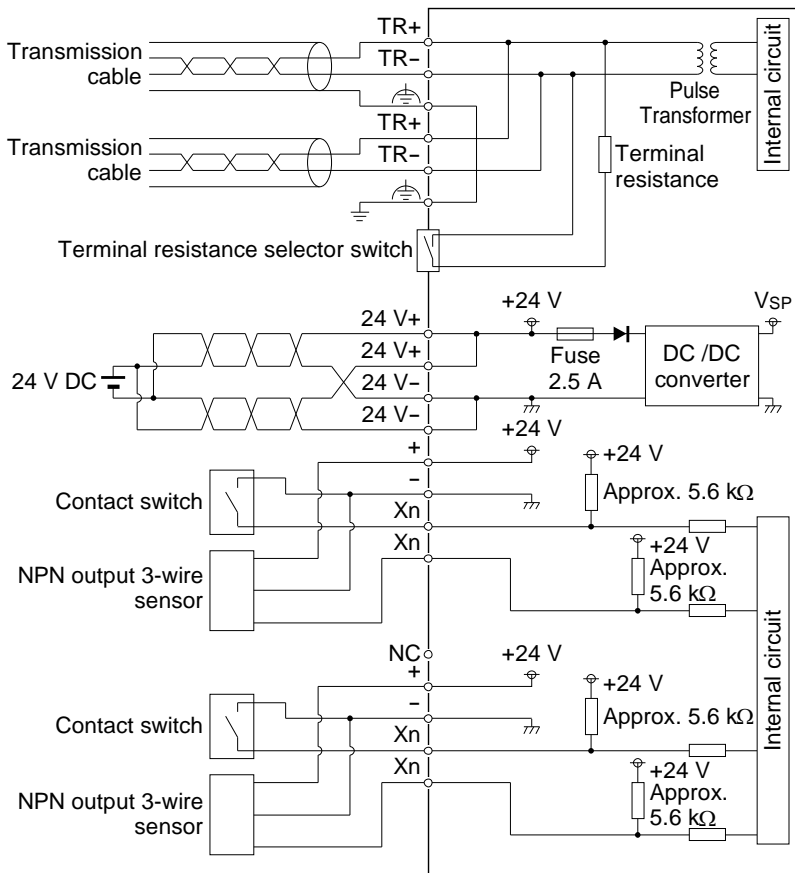 TR+
Transmission
cable
TR−
Pulse
Transformer
Internal circuit
TR+
Transmission
cable
TR−
Terminal
resistance
Terminal resistance selector switch
24 V DC
24 V+
24 V+
24 V−
24 V−
+24 V
Fuse
2.5 A
DC /DC
converter
VSP
+
−
Xn
Xn
+24 V
+24 V
Contact switch
Approx. 5.6 kΩ
NPN output 3-wire
sensor
+24 V
Approx.
5.6 kΩ
Internal circuit
NC
+
−
Xn
Xn
+24 V
+24 V
Contact switch
Approx. 5.6 kΩ
NPN output 3-wire
sensor
+24 V
Approx.
5.6 kΩ